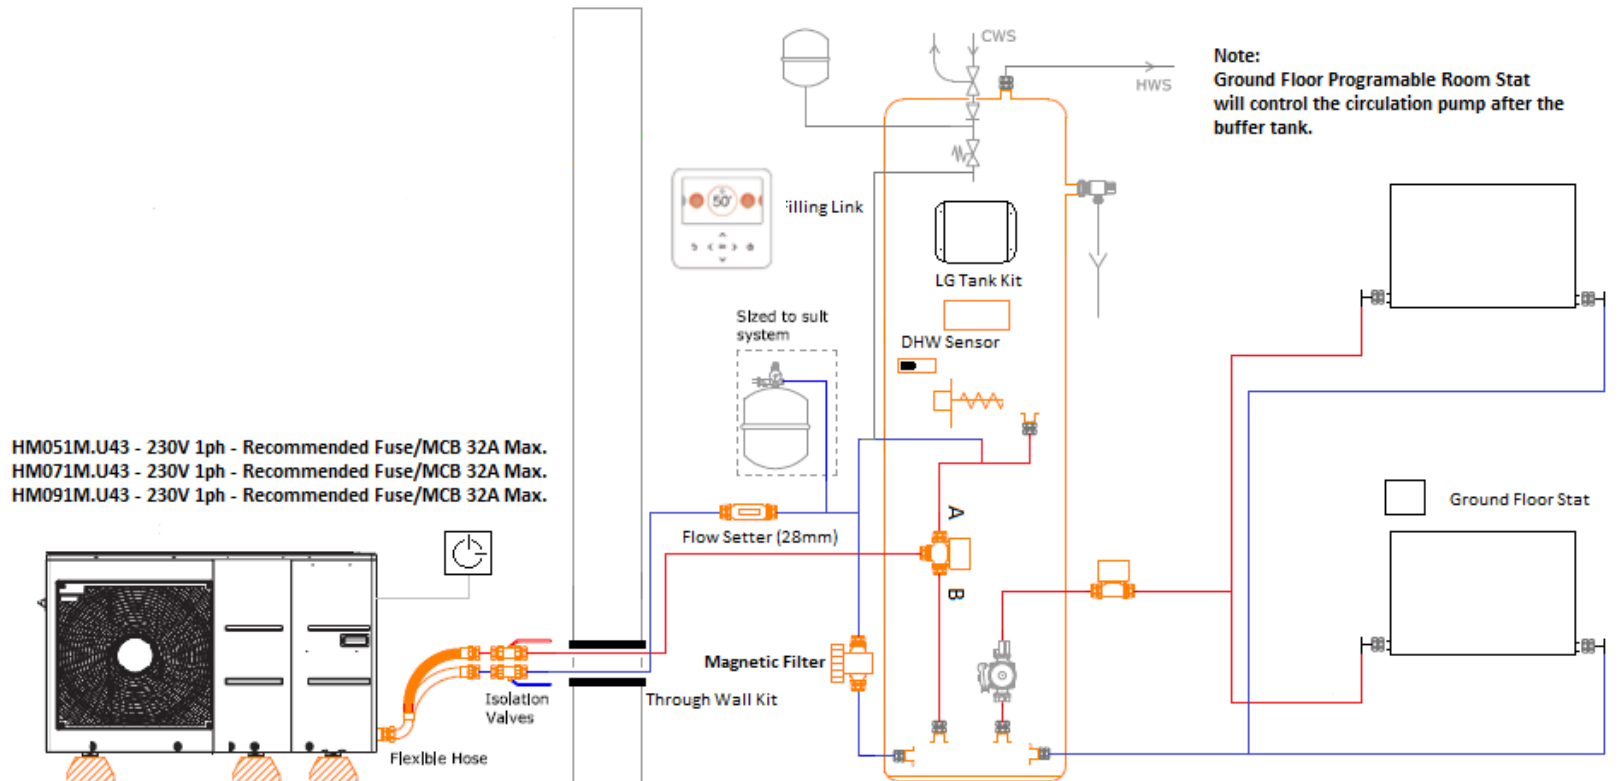 CWS
HWS
Note:
Ground Floor Programable Room Stat
will control the circulation pump after the
buffer tank.
50°
Filling Link
LG Tank Kit
Sized to suit
system
DHW Sensor
HM051M.U43 - 230V 1ph - Recommended Fuse/MCB 32A Max.
HM071M.U43 - 230V 1ph - Recommended Fuse/MCB 32A Max.
HM091M.U43 - 230V 1ph - Recommended Fuse/MCB 32A Max.
Ground Floor Stat
A
Flow Setter (28mm)
B
Magnetic Filter
Isolation
Valves
Through Wall Kit
Flexible Hose